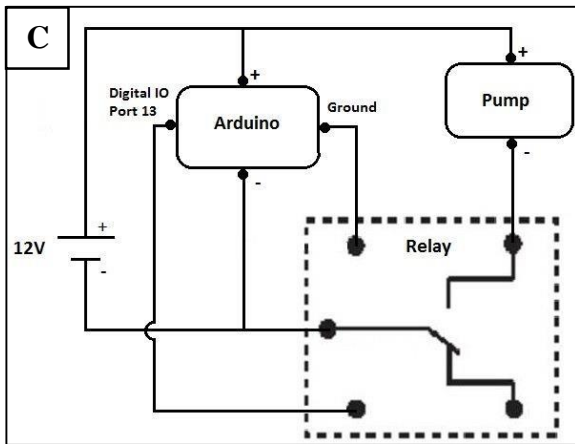 C
+
+
Digital IO
Port 13
Arduino
Ground
Pump
-
-
12V
+
-
Relay